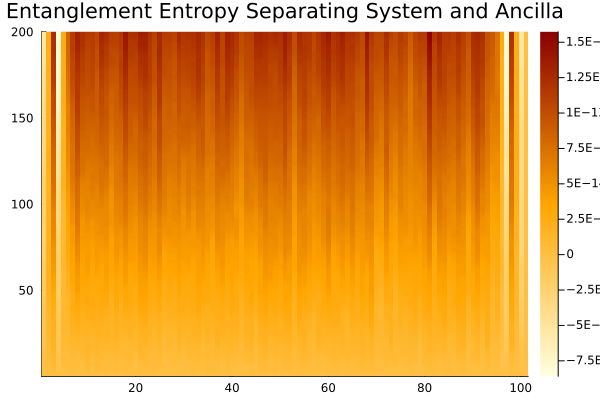 Entanglement Entropy Separating System and Ancilla
200
150
100
50
20
40
60
80
100
1.5E-
1.25E-
1E-1
7.5E-
5E-1
2.5E-
0
-2.5E-
-5E-
-7.5E-